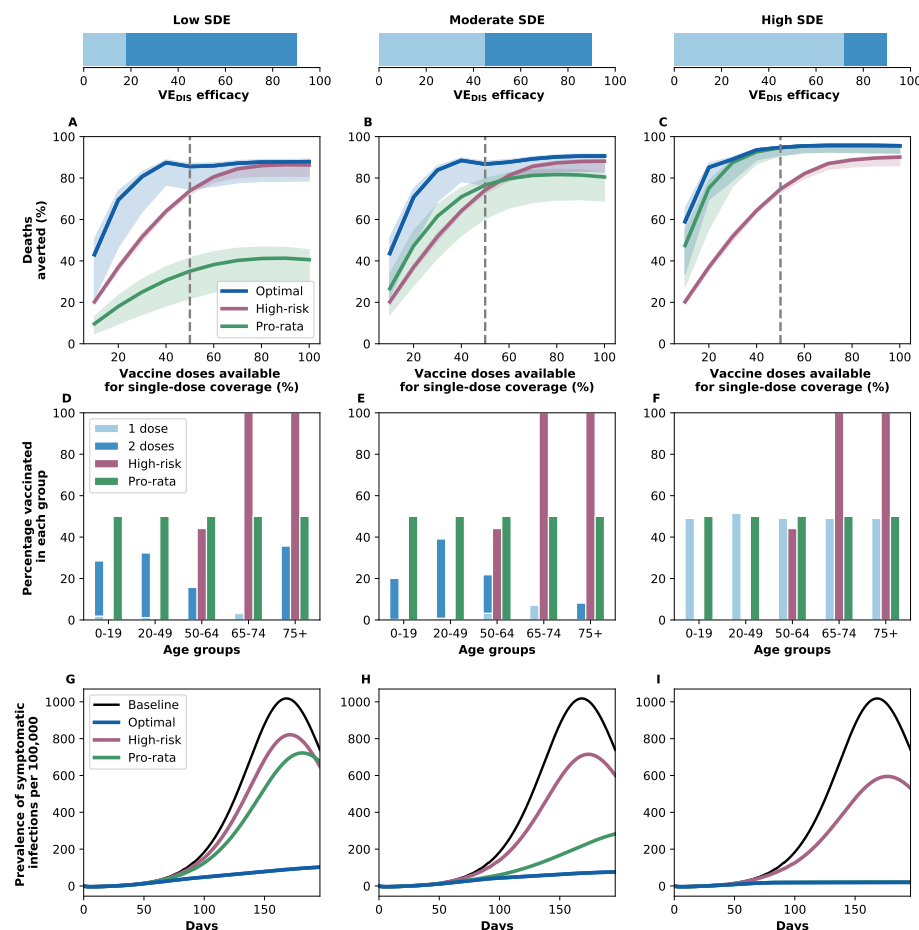 Low SDE
Moderate SDE
High SDE
0 20 40 60 80 100
0 20 40 60 80 100
0 20 40 60 80 100
VE_DIS efficacy
VE_DIS efficacy
VE_DIS efficacy
A
B
C
Deaths
averted (%)
100
80
60
40
20
0
Optimal
High-risk
Pro-rata
100
80
60
40
20
0
100
80
60
40
20
0
20 40 60 80 100
20 40 60 80 100
20 40 60 80 100
Vaccine doses available
for single-dose coverage (%)
Vaccine doses available
for single-dose coverage (%)
Vaccine doses available
for single-dose coverage (%)
D
E
F
Percentage vaccinated
in each group
100
80
60
40
20
0
1 dose
2 doses
High-risk
Pro-rata
100
80
60
40
20
0
100
80
60
40
20
0
0-19 20-49 50-64 65-74 75+
0-19 20-49 50-64 65-74 75+
0-19 20-49 50-64 65-74 75+
Age groups
Age groups
Age groups
G
H
I
Prevalence of symptomatic
infections per 100,000
1000
800
600
400
200
0
Baseline
Optimal
High-risk
Pro-rata
1000
800
600
400
200
0
1000
800
600
400
200
0
0 50 100 150
0 50 100 150
0 50 100 150
Days
Days
Days